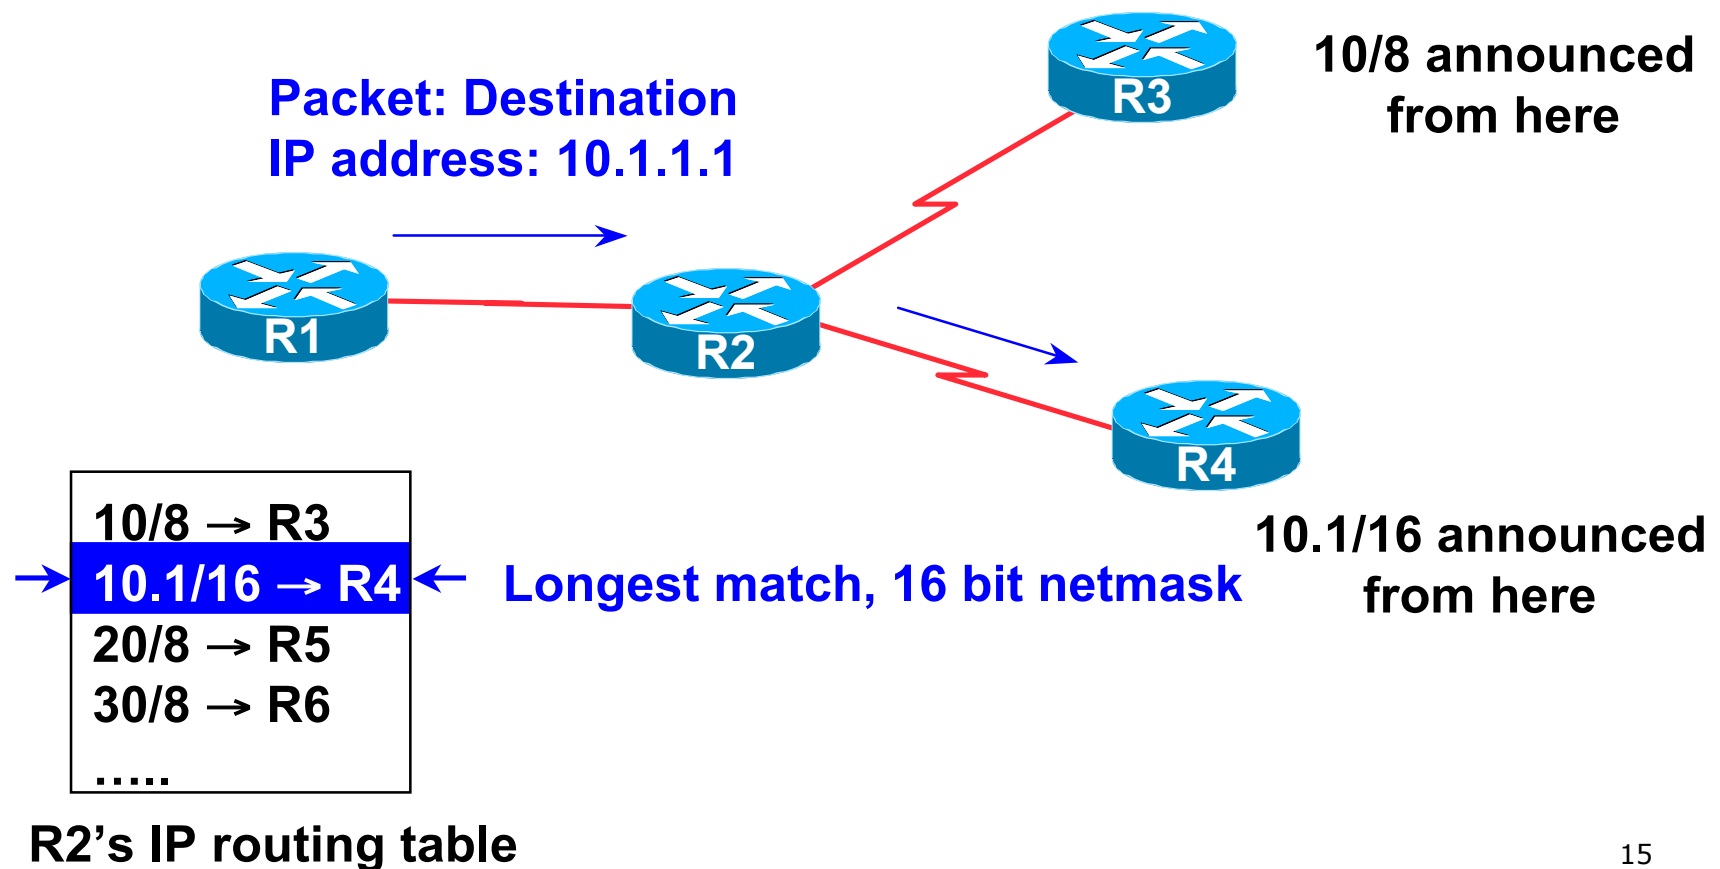 10/8 announced
from here
Packet: Destination
IP address: 10.1.1.1
R3
R1
R2
R4
10/8 → R3
10.1/16 → R4
20/8 → R5
30/8 → R6
…..
Longest match, 16 bit netmask
10.1/16 announced
from here
R2’s IP routing table
15